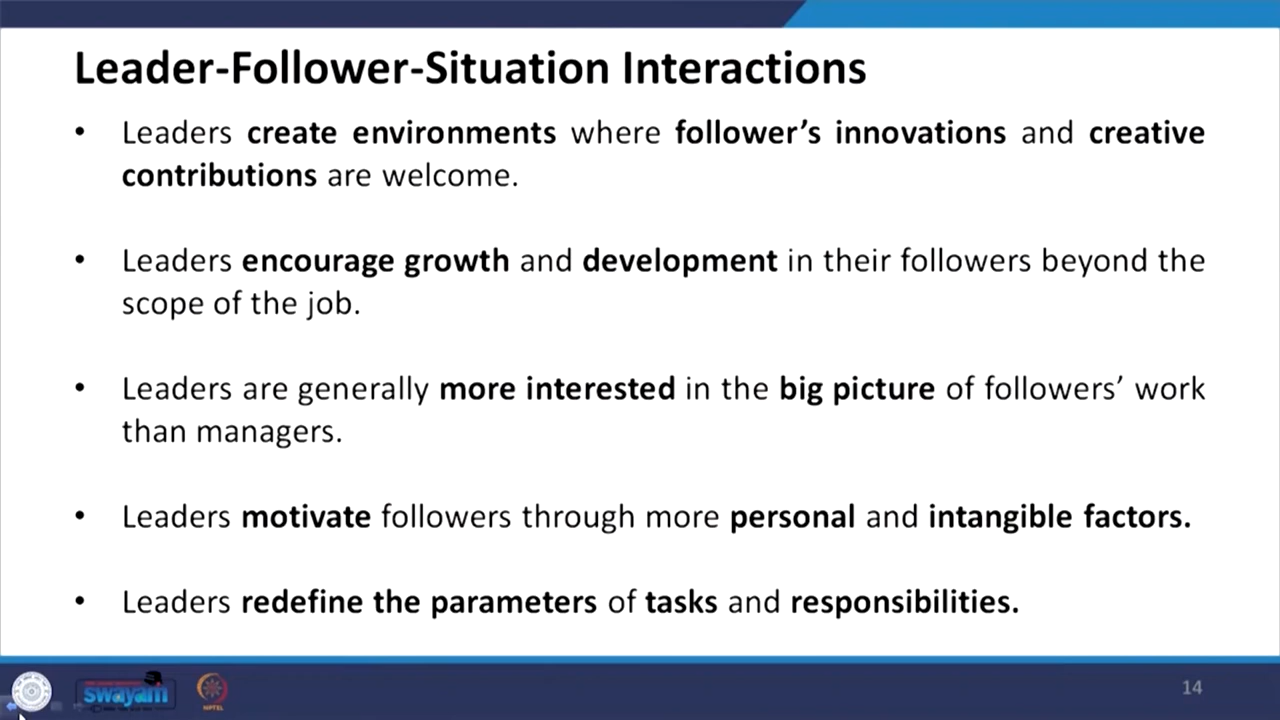 Leader-Follower-Situation Interactions
• Leaders create environments where follower’s innovations and creative
contributions are welcome.
• Leaders encourage growth and development in their followers beyond the
scope of the job.
• Leaders are generally more interested in the big picture of followers’ work
than managers.
• Leaders motivate followers through more personal and intangible factors.
• Leaders redefine the parameters of tasks and responsibilities.
swayam
NPTEL
14